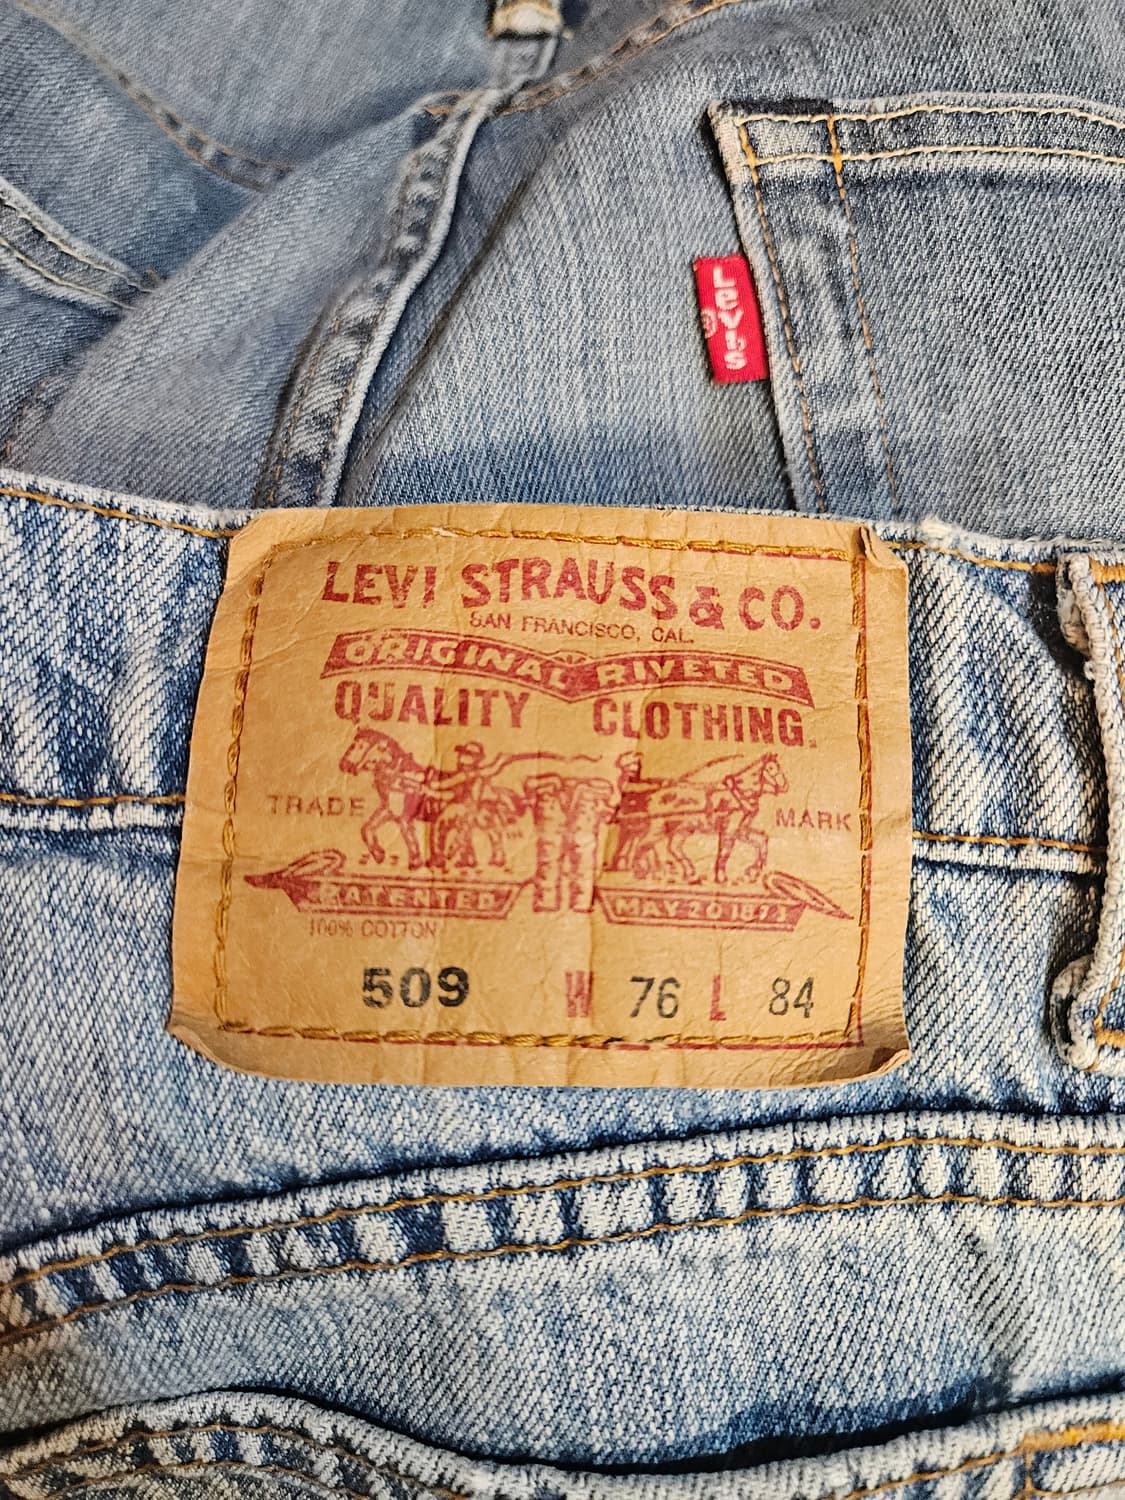 LEVI'S
LEVI STRAUSS & CO.
SAN FRANCISCO, CAL.
ORIGINAL RIVETED
QUALITY CLOTHING.
TRADE MARK
PATENTED MAY 20 1873
100% COTTON
509 W 76 L 84